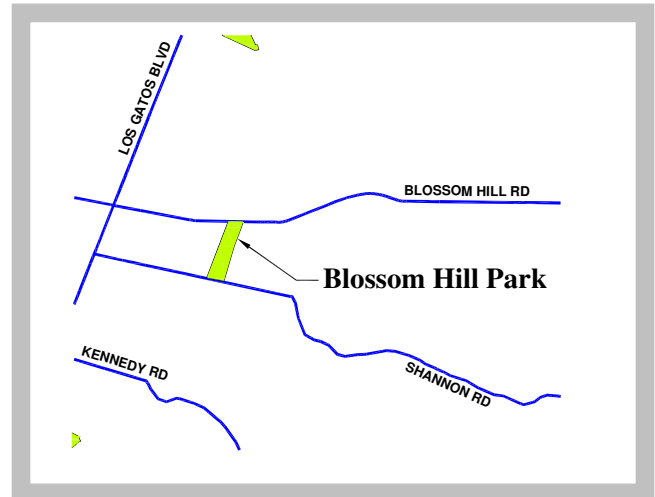 LOS GATOS BLVD
BLOSSOM HILL RD
Blossom Hill Park
KENNEDY RD
SHANNON RD